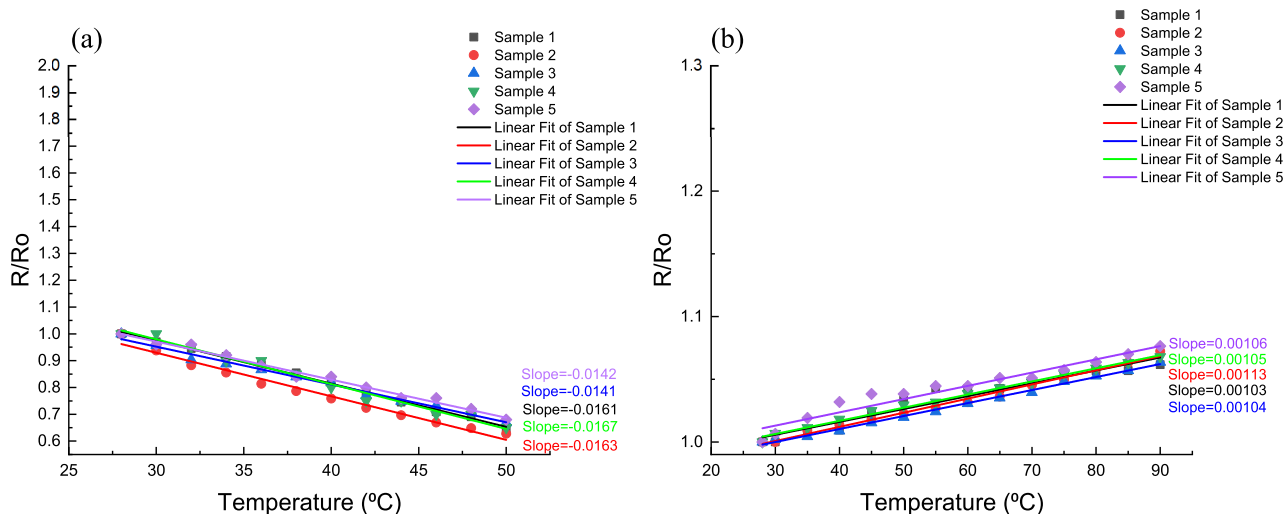 (a)
Sample 1
Sample 2
Sample 3
Sample 4
Sample 5
Linear Fit of Sample 1
Linear Fit of Sample 2
Linear Fit of Sample 3
Linear Fit of Sample 4
Linear Fit of Sample 5
2.0
1.9
1.8
1.7
1.6
1.5
1.4
1.3
1.2
1.1
1.0
0.9
0.8
0.7
0.6
R/Ro
Slope=-0.0142
Slope=-0.0141
Slope=-0.0161
Slope=-0.0167
Slope=-0.0163
25 30 35 40 45 50
Temperature (ºC)
(b)
Sample 1
Sample 2
Sample 3
Sample 4
Sample 5
Linear Fit of Sample 1
Linear Fit of Sample 2
Linear Fit of Sample 3
Linear Fit of Sample 4
Linear Fit of Sample 5
1.3
1.2
1.1
1.0
R/Ro
Slope=0.00106
Slope=0.00105
Slope=0.00113
Slope=0.00103
Slope=0.00104
20 30 40 50 60 70 80 90
Temperature (ºC)